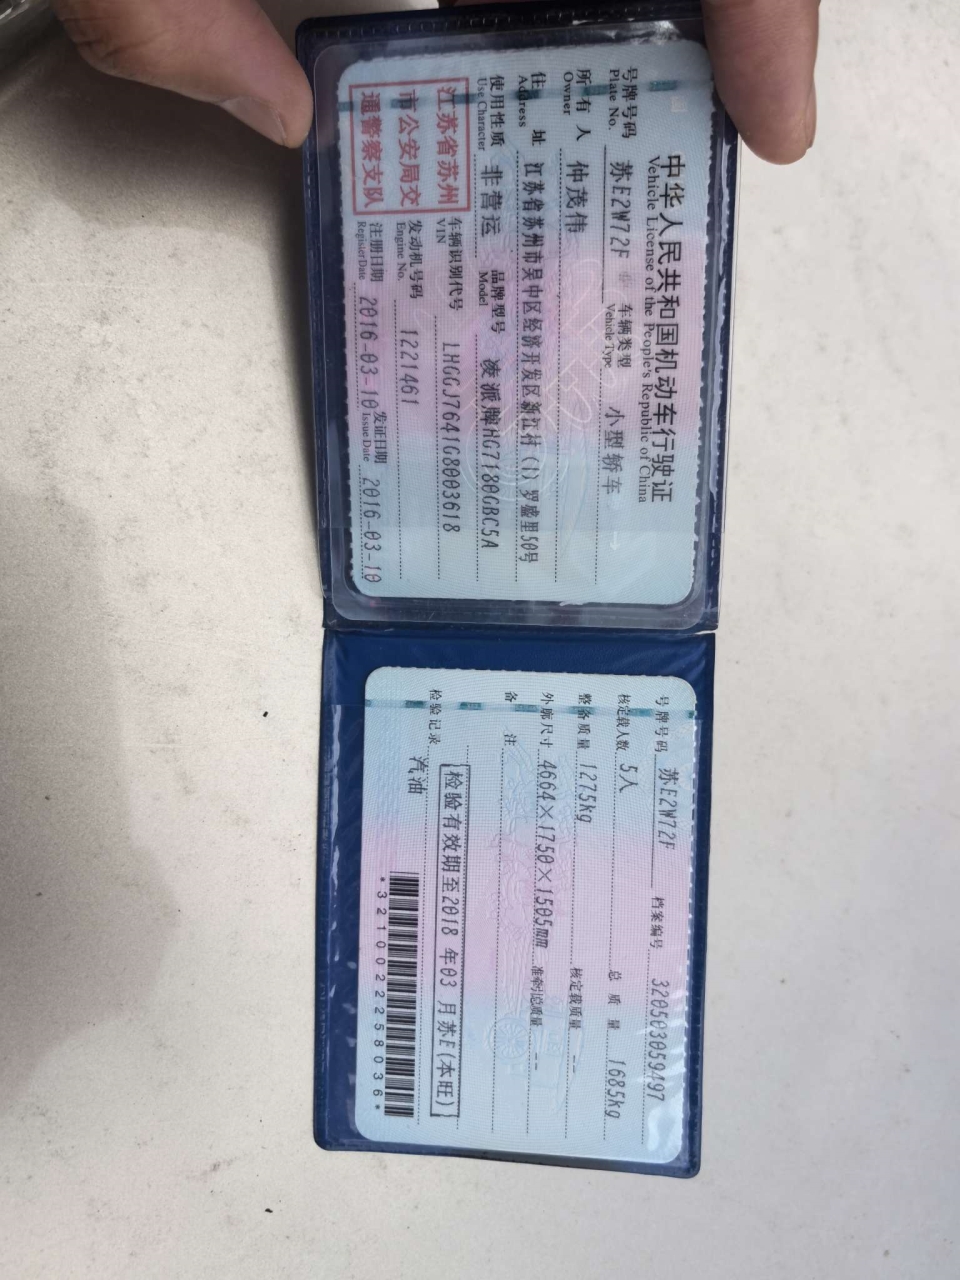 中华人民共和国机动车行驶证
Vehicle License of the People's Republic of China
号牌号码 苏E2W72F 车辆类型 小型轿车
Plate No. Vehicle Type
所有人 仲茂伟
Owner
住址 江苏省苏州市吴中区经济开发区新江村(1)罗盛里50号
Address
使用性质 非营运 品牌型号 凌派牌HG7180GBC5A
Use Character Model
江苏省苏州
市公安局交
通警察支队
车辆识别代号 LHGGJ7641G8003618
VIN
发动机号码 1221461
Engine No.
注册日期 2016-03-10 发证日期 2016-03-10
Register Date Issue Date
号牌号码 苏E2W72F 档案编号 320503059497
核定载人数 5人 总质量 1685kg
整备质量 1275kg 核定载质量 --
外廓尺寸 4664×1750×1505mm 准牵引总质量 --
备注
检验有效期至2018年03月苏E(本旺)
检验记录
汽油
*3210022258036*